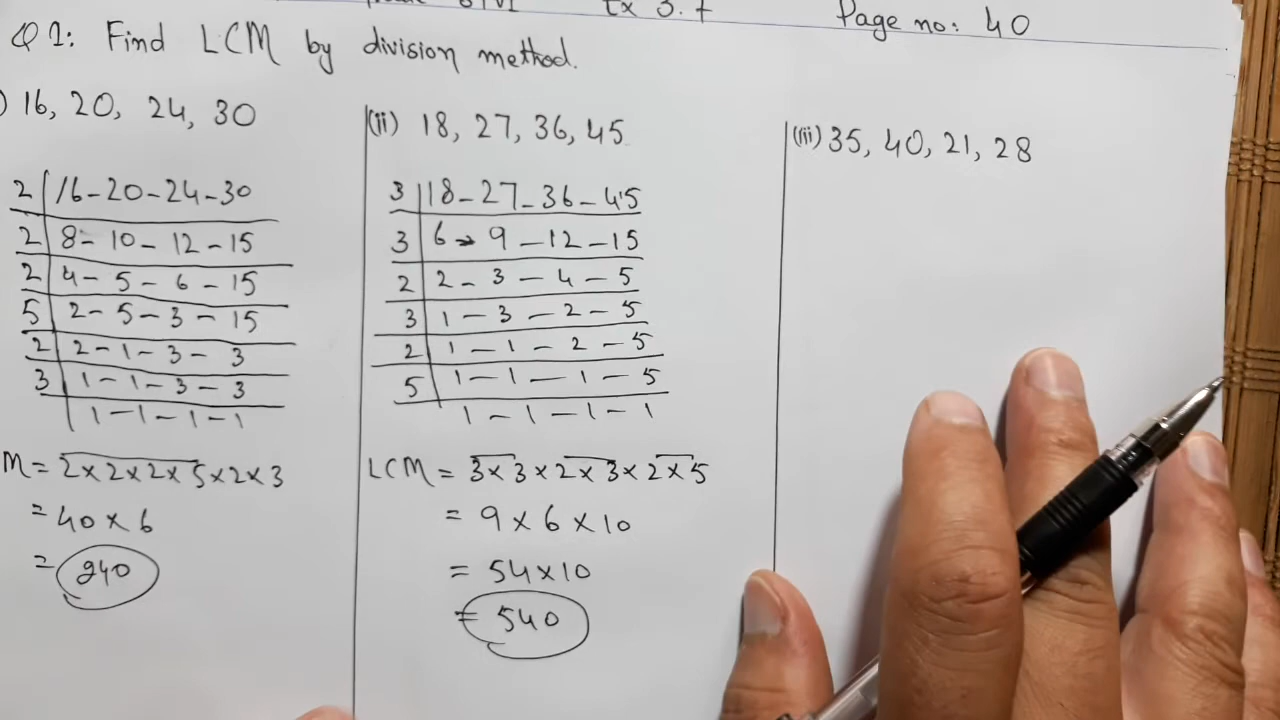 Ex 3.7 Page no: 40
Q1: Find LCM by division method.
) 16, 20, 24, 30
2 | 16 - 20 - 24 - 30
2 | 8 - 10 - 12 - 15
2 | 4 - 5 - 6 - 15
5 | 2 - 5 - 3 - 15
2 | 2 - 1 - 3 - 3
3 | 1 - 1 - 3 - 3
| 1 - 1 - 1 - 1
M = 2 x 2 x 2 x 5 x 2 x 3
= 40 x 6
= 240
(ii) 18, 27, 36, 45
3 | 18 - 27 - 36 - 45
3 | 6 - 9 - 12 - 15
2 | 2 - 3 - 4 - 5
3 | 1 - 3 - 2 - 5
2 | 1 - 1 - 2 - 5
5 | 1 - 1 - 1 - 5
1 - 1 - 1 - 1
LCM = 3 x 3 x 2 x 3 x 2 x 5
= 9 x 6 x 10
= 54 x 10
= 540
(iii) 35, 40, 21, 28